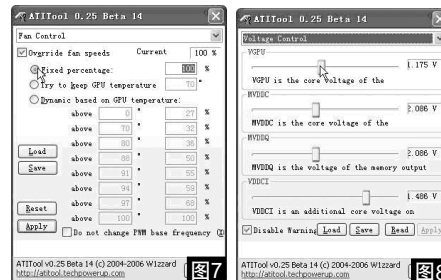 ATITool 0.25 Beta 14
Fan Control
Override fan speeds Current 100 %
Fixed percentage: 100 %
Try to keep GPU temperature 70 °
Dynamic based on GPU temperature:
above 0 ° 27 %
above 70 ° 32 %
above 80 ° 36 %
above 88 ° 50 %
above 91 ° 55 %
above 94 ° 59 %
above 97 ° 68 %
above 100 ° 100 %
Load
Save
Reset
Apply
Do not change PWM base frequency (D
ATITool v0.25 Beta 14 (c) 2004-2006 W1zzard
http://atitool.techpowerup.com
图7
ATITool 0.25 Beta 14
Voltage Control
VGPU
1.175 V
VGPU is the core voltage of the
MVDDC
2.086 V
MVDDC is the core voltage of the
MVDDQ
2.086 V
MVDDQ is the voltage of the memory output
VDDCI
1.486 V
VDDCI is an additional core voltage on
Disable Warning Load Save Read Apply
ATITool v0.25 Beta 14 (c) 2004-2006 W1zzard
http://atitool.techpowerup.com
图8